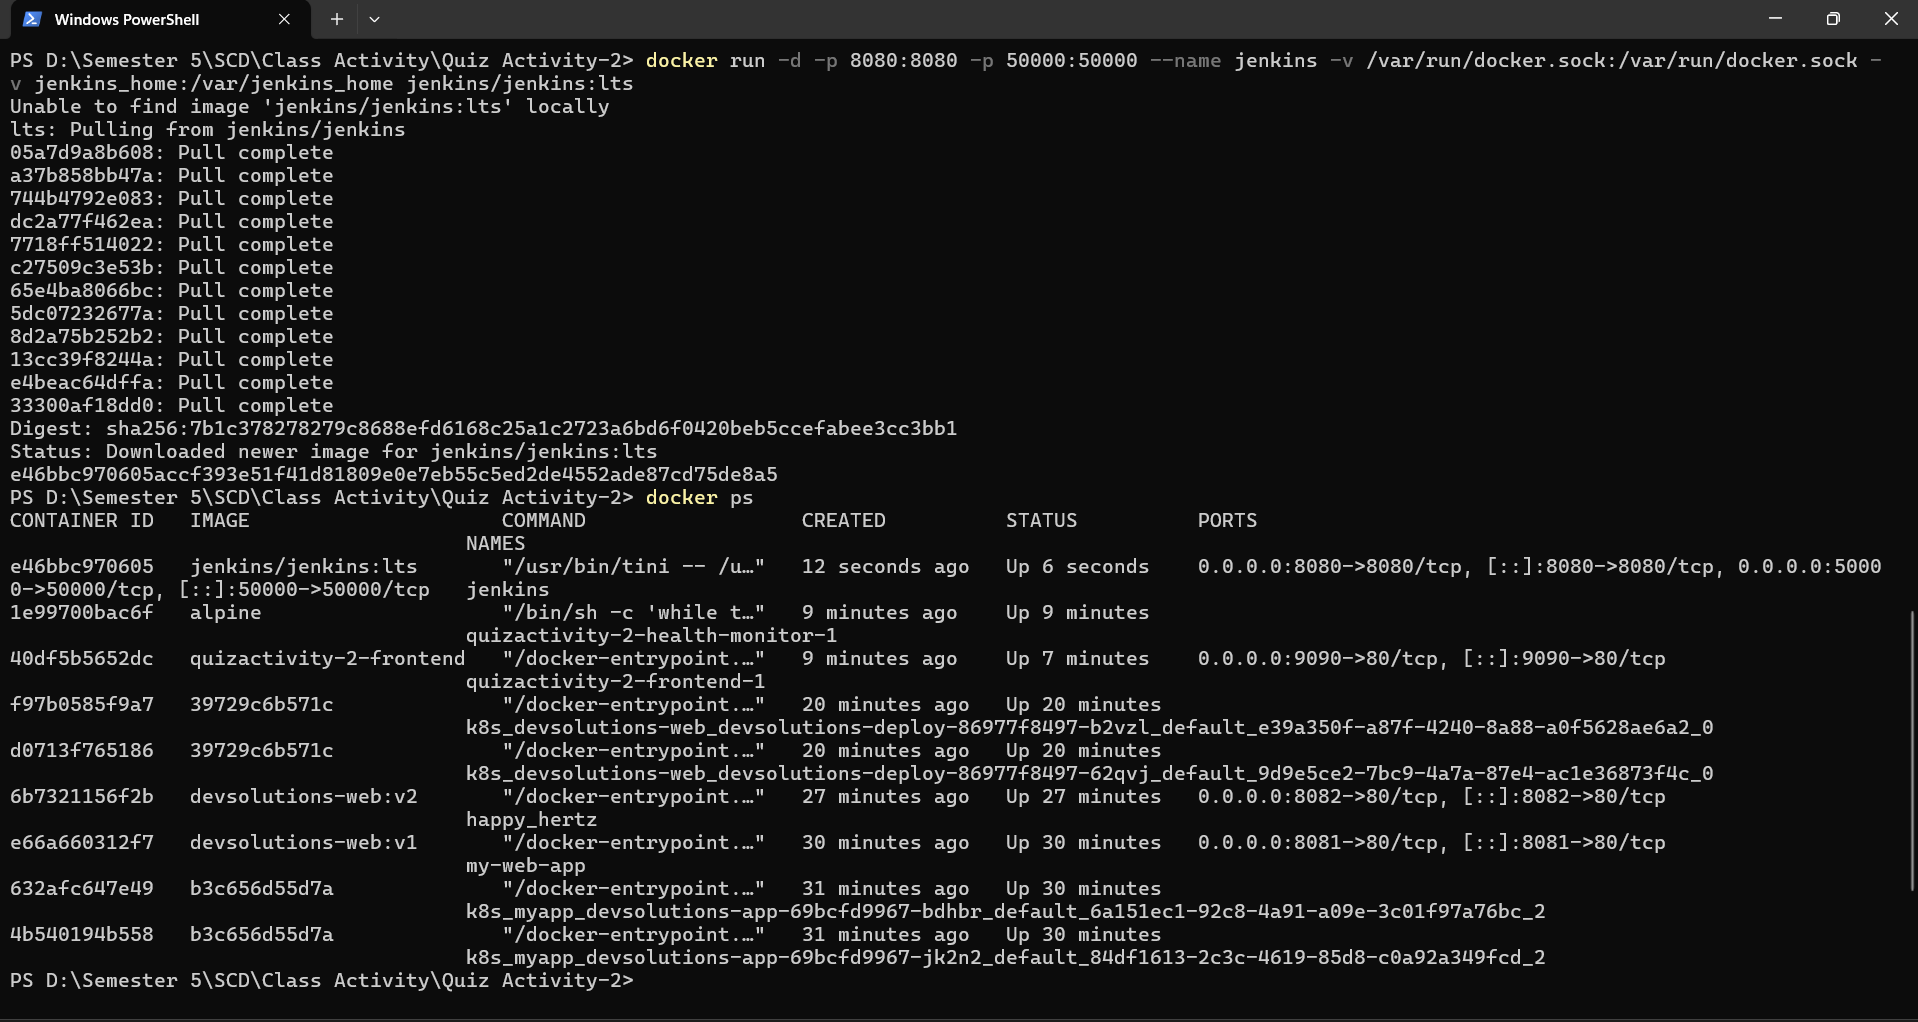 Windows PowerShell
PS D:\Semester 5\SCD\Class Activity\Quiz Activity-2> docker run -d -p 8080:8080 -p 50000:50000 --name jenkins -v /var/run/docker.sock:/var/run/docker.sock -
v jenkins_home:/var/jenkins_home jenkins/jenkins:lts
Unable to find image 'jenkins/jenkins:lts' locally
lts: Pulling from jenkins/jenkins
05a7d9a8b608: Pull complete
a37b858bb47a: Pull complete
744b4792e083: Pull complete
dc2a77f462ea: Pull complete
7718ff514022: Pull complete
c27509c3e53b: Pull complete
65e4ba8066bc: Pull complete
5dc07232677a: Pull complete
8d2a75b252b2: Pull complete
13cc39f8244a: Pull complete
e4beac64dffa: Pull complete
33300af18dd0: Pull complete
Digest: sha256:7b1c378278279c8688efd6168c25a1c2723a6bd6f0420beb5ccefabee3cc3bb1
Status: Downloaded newer image for jenkins/jenkins:lts
e46bbc970605accf393e51f41d81809e0e7eb55c5ed2de4552ade87cd75de8a5
PS D:\Semester 5\SCD\Class Activity\Quiz Activity-2> docker ps
CONTAINER ID   IMAGE                     COMMAND                  CREATED             STATUS          PORTS
NAMES
e46bbc970605   jenkins/jenkins:lts       "/usr/bin/tini -- /u…"   12 seconds ago   Up 6 seconds    0.0.0.0:8080->8080/tcp, [::]:8080->8080/tcp, 0.0.0.0:5000
0->50000/tcp, [::]:50000->50000/tcp   jenkins
1e99700bac6f   alpine                    "/bin/sh -c 'while t…"   9 minutes ago    Up 9 minutes
quizactivity-2-health-monitor-1
40df5b5652dc   quizactivity-2-frontend   "/docker-entrypoint.…"   9 minutes ago    Up 7 minutes    0.0.0.0:9090->80/tcp, [::]:9090->80/tcp
quizactivity-2-frontend-1
f97b0585f9a7   39729c6b571c              "/docker-entrypoint.…"   20 minutes ago   Up 20 minutes
k8s_devsolutions-web_devsolutions-deploy-86977f8497-b2vzl_default_e39a350f-a87f-4240-8a88-a0f5628ae6a2_0
d0713f765186   39729c6b571c              "/docker-entrypoint.…"   20 minutes ago   Up 20 minutes
k8s_devsolutions-web_devsolutions-deploy-86977f8497-62qvj_default_9d9e5ce2-7bc9-4a7a-87e4-ac1e36873f4c_0
6b7321156f2b   devsolutions-web:v2       "/docker-entrypoint.…"   27 minutes ago   Up 27 minutes   0.0.0.0:8082->80/tcp, [::]:8082->80/tcp
happy_hertz
e66a660312f7   devsolutions-web:v1       "/docker-entrypoint.…"   30 minutes ago   Up 30 minutes   0.0.0.0:8081->80/tcp, [::]:8081->80/tcp
my-web-app
632afc647e49   b3c656d55d7a              "/docker-entrypoint.…"   31 minutes ago   Up 30 minutes
k8s_myapp_devsolutions-app-69bcfd9967-bdhbr_default_6a151ec1-92c8-4a91-a09e-3c01f97a76bc_2
4b540194b558   b3c656d55d7a              "/docker-entrypoint.…"   31 minutes ago   Up 30 minutes
k8s_myapp_devsolutions-app-69bcfd9967-jk2n2_default_84df1613-2c3c-4619-85d8-c0a92a349fcd_2
PS D:\Semester 5\SCD\Class Activity\Quiz Activity-2>